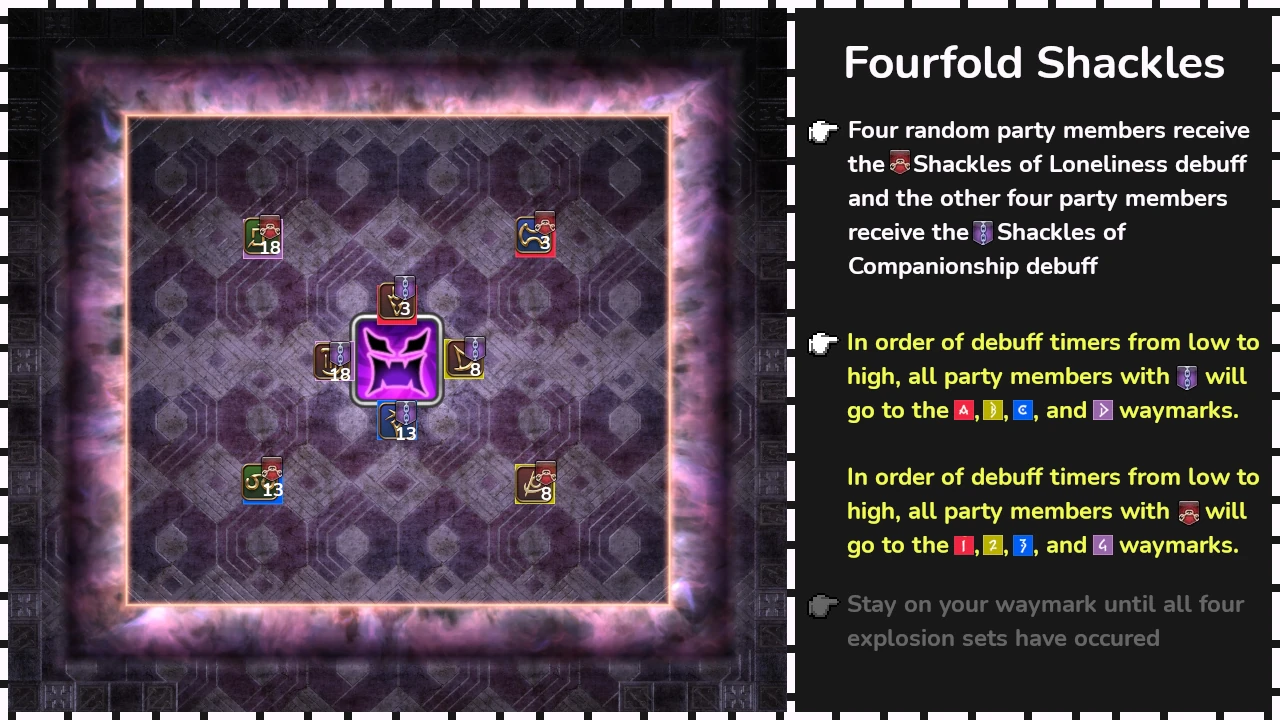 Fourfold Shackles
Four random party members receive
the Shackles of Loneliness debuff
and the other four party members
receive the Shackles of
Companionship debuff
In order of debuff timers from low to
high, all party members with will
go to the A, B, C, and D waymarks.
In order of debuff timers from low to
high, all party members with will
go to the 1, 2, 3, and 4 waymarks.
Stay on your waymark until all four
explosion sets have occured
18
3
3
18
8
13
13
8